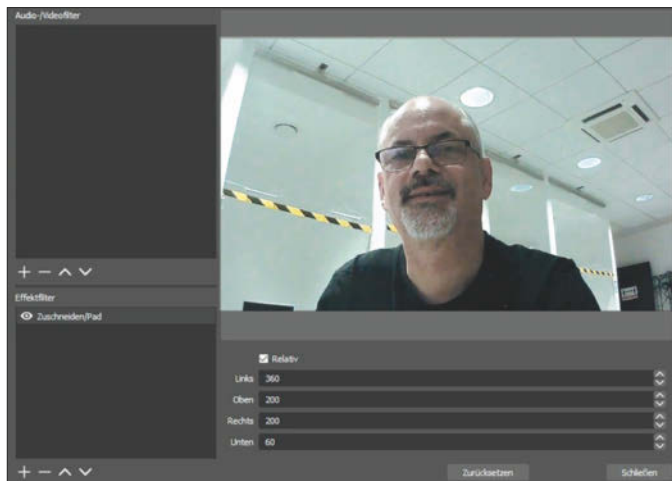 Audio-/Videofilter
Effektfilter
Zuschneiden/Pad
Relativ
Links 360
Oben 200
Rechts 200
Unten 60
Zurücksetzen
Schließen